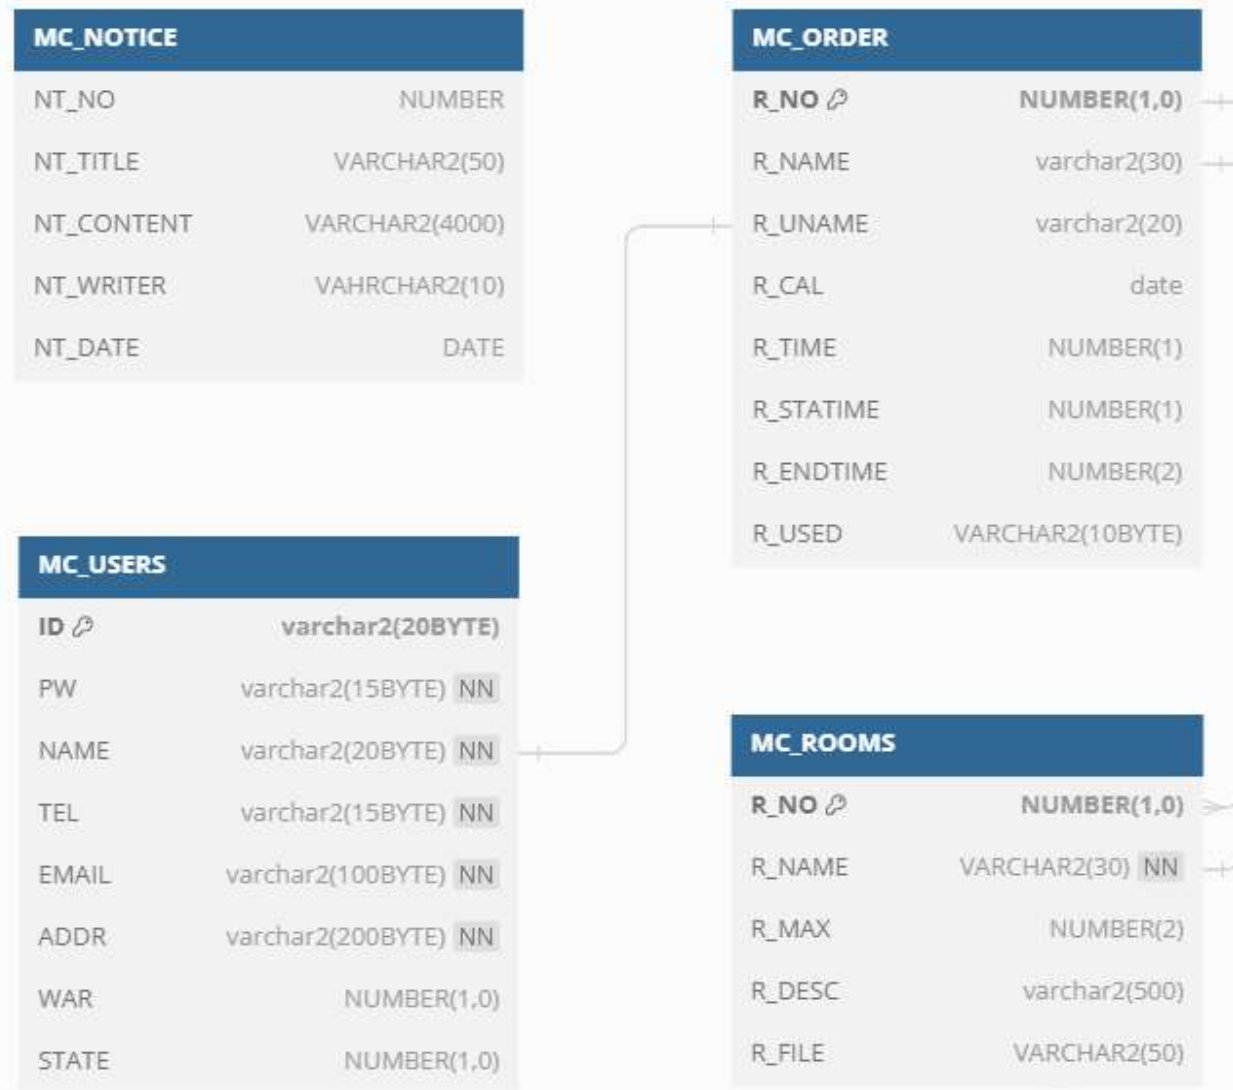 MC_NOTICE
NT_NO NUMBER
NT_TITLE VARCHAR2(50)
NT_CONTENT VARCHAR2(4000)
NT_WRITER VAHRCHAR2(10)
NT_DATE DATE
MC_ORDER
R_NO NUMBER(1,0)
R_NAME varchar2(30)
R_UNAME varchar2(20)
R_CAL date
R_TIME NUMBER(1)
R_STATIME NUMBER(1)
R_ENDTIME NUMBER(2)
R_USED VARCHAR2(10BYTE)
MC_USERS
ID varchar2(20BYTE)
PW varchar2(15BYTE) NN
NAME varchar2(20BYTE) NN
TEL varchar2(15BYTE) NN
EMAIL varchar2(100BYTE) NN
ADDR varchar2(200BYTE) NN
WAR NUMBER(1,0)
STATE NUMBER(1,0)
MC_ROOMS
R_NO NUMBER(1,0)
R_NAME VARCHAR2(30) NN
R_MAX NUMBER(2)
R_DESC varchar2(500)
R_FILE VARCHAR2(50)